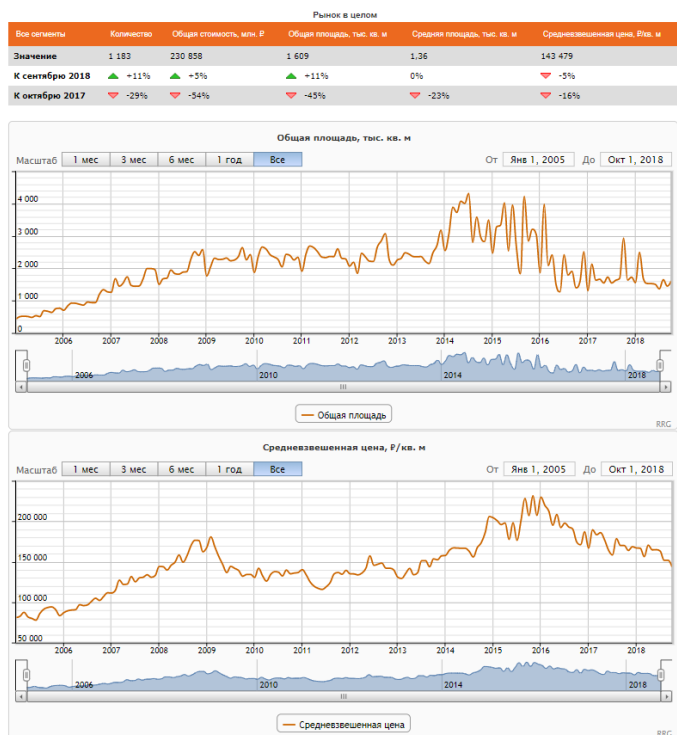 Рынок в целом
Все сегменты Количество Общая стоимость, млн. ₽ Общая площадь, тыс. кв. м Средняя площадь, тыс. кв. м Средневзвешенная цена, ₽/кв. м
Значение 1 183 230 858 1 609 1,36 143 479
К сентябрю 2018 +11% +5% +11% 0% -5%
К октябрю 2017 -29% -54% -45% -23% -16%
Общая площадь, тыс. кв. м
Масштаб 1 мес 3 мес 6 мес 1 год Все От Янв 1, 2005 До Окт 1, 2018
4 000
3 000
2 000
1 000
0
2006 2007 2008 2009 2010 2011 2012 2013 2014 2015 2016 2017 2018
2006 2010 2014 2018
Общая площадь
RRG
Средневзвешенная цена, ₽/кв. м
Масштаб 1 мес 3 мес 6 мес 1 год Все От Янв 1, 2005 До Окт 1, 2018
200 000
150 000
100 000
50 000
2006 2007 2008 2009 2010 2011 2012 2013 2014 2015 2016 2017 2018
2006 2010 2014 2018
Средневзвешенная цена
RRG